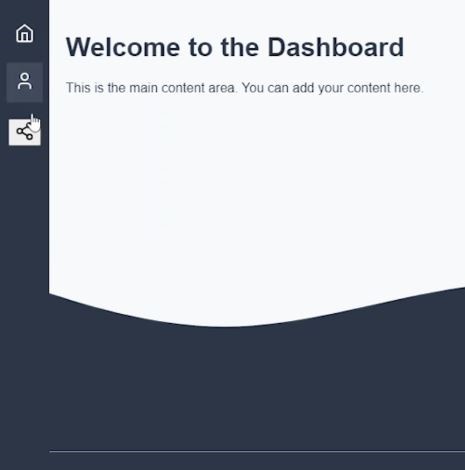 Welcome to the Dashboard
This is the main content area. You can add your content here.